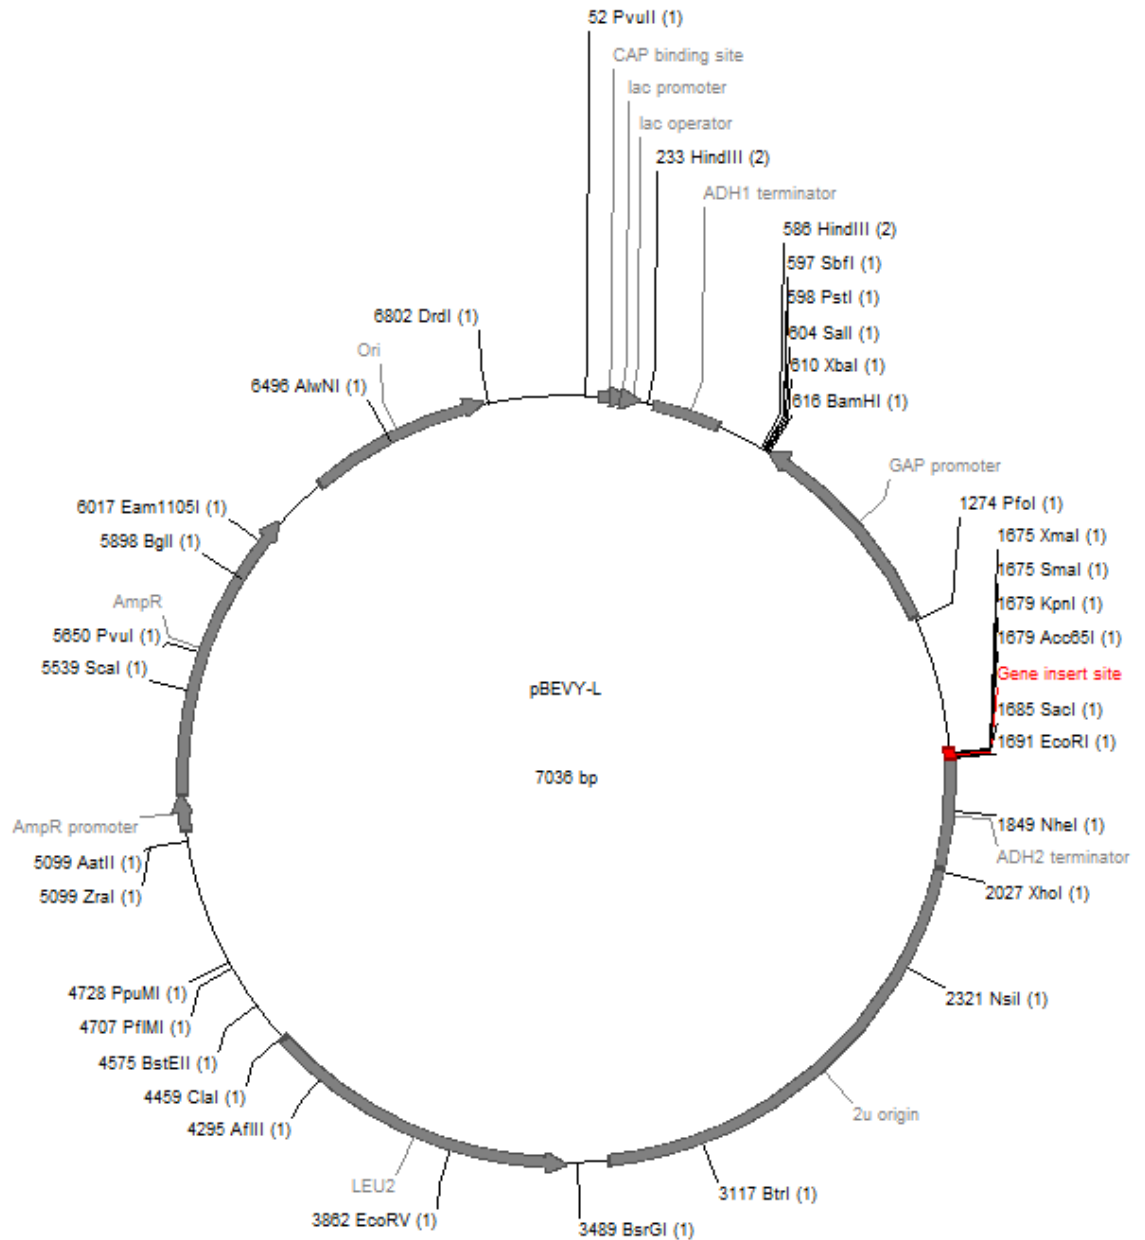 52 PvuII (1)
CAP binding site
lac promoter
lac operator
233 HindIII (2)
ADH1 terminator
586 HindIII (2)
597 SbfI (1)
598 PstI (1)
604 SalI (1)
610 XbaI (1)
616 BamHI (1)
GAP promoter
1274 PfoI (1)
1675 XmaI (1)
1675 SmaI (1)
1679 KpnI (1)
1679 Acc65I (1)
Gene insert site
1685 SacI (1)
1691 EcoRI (1)
1849 NheI (1)
ADH2 terminator
2027 XhoI (1)
2321 NsiI (1)
2u origin
3117 BtrI (1)
3489 BsrGI (1)
3862 EcoRV (1)
LEU2
4295 AflII (1)
4459 ClaI (1)
4575 BstEII (1)
4707 PflMI (1)
4728 PpuMI (1)
5099 ZraI (1)
5099 AatII (1)
AmpR promoter
5539 ScaI (1)
5650 PvuI (1)
AmpR
5898 BglI (1)
6017 Eam1105I (1)
6496 AlwNI (1)
Ori
6802 DrdI (1)
pBEVY-L
7036 bp